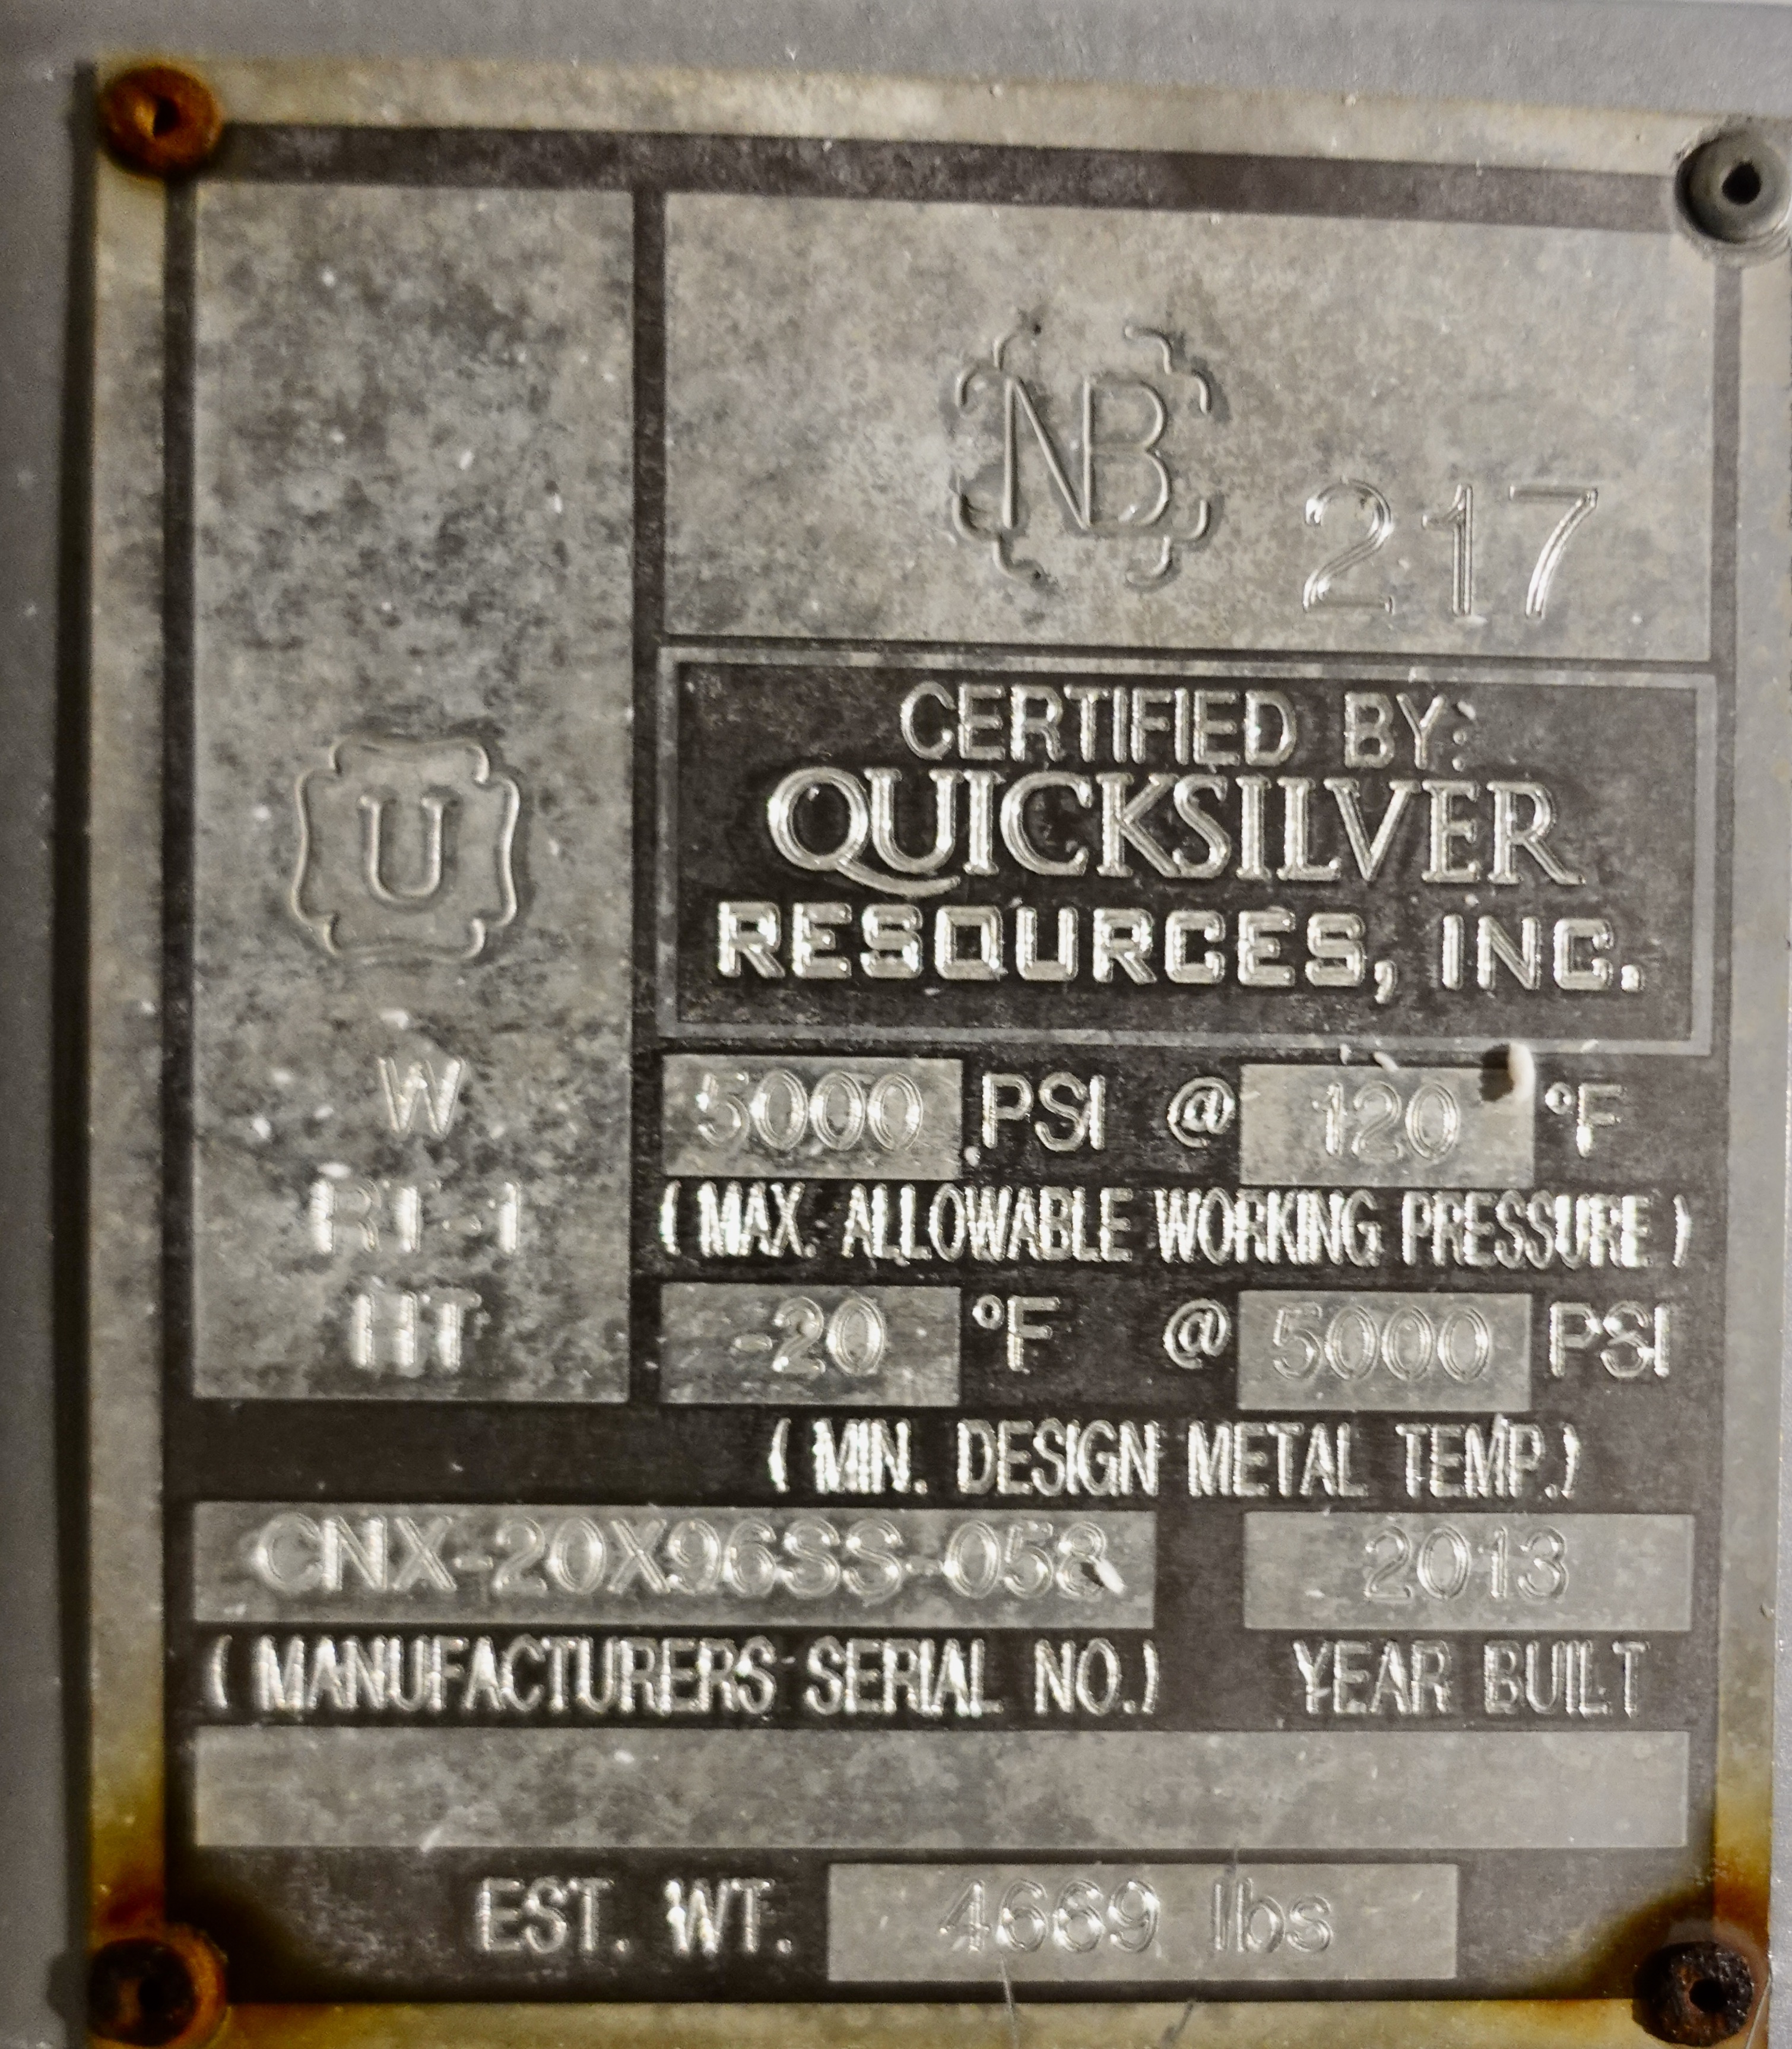 NB 217
CERTIFIED BY:
QUICKSILVER
RESOURCES, INC.
U
W
RT-1
HT
5000 PSI @ 120 °F
( MAX. ALLOWABLE WORKING PRESSURE )
-20 °F @ 5000 PSI
( MIN. DESIGN METAL TEMP.)
CNX-20X96SS-058 2013
( MANUFACTURERS SERIAL NO.) YEAR BUILT
EST. WT. 4669 lbs